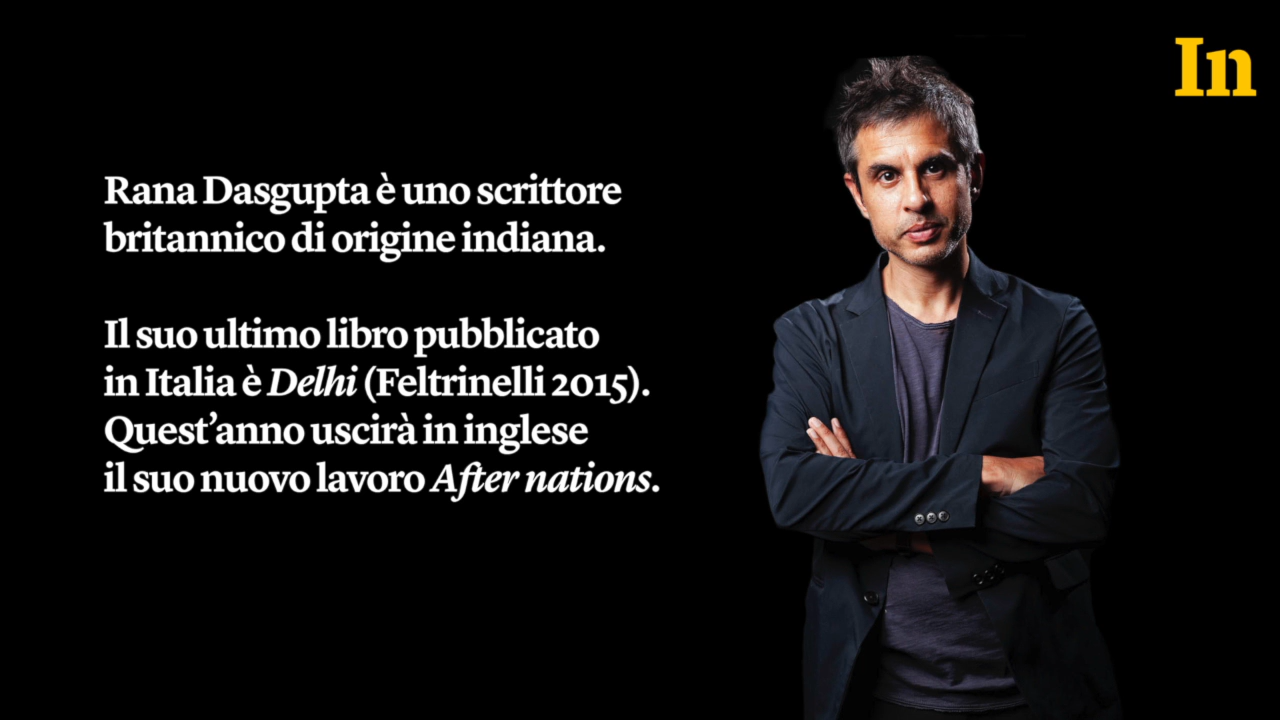 In
Rana Dasgupta è uno scrittore
britannico di origine indiana.
Il suo ultimo libro pubblicato
in Italia è Delhi (Feltrinelli 2015).
Quest’anno uscirà in inglese
il suo nuovo lavoro After nations.